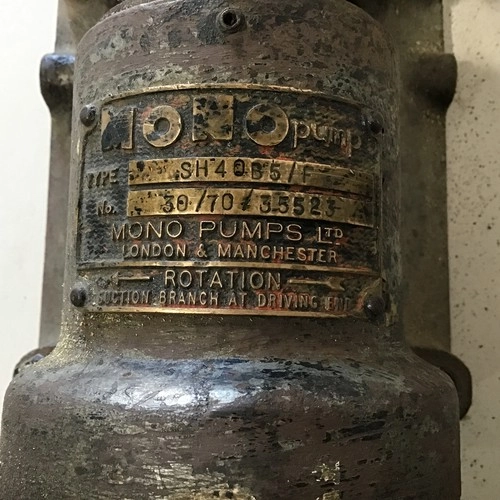 MONO pump
TYPE SH40B5/F
No. 30/70/35523
MONO PUMPS LTD
LONDON & MANCHESTER
ROTATION
SUCTION BRANCH AT DRIVING END